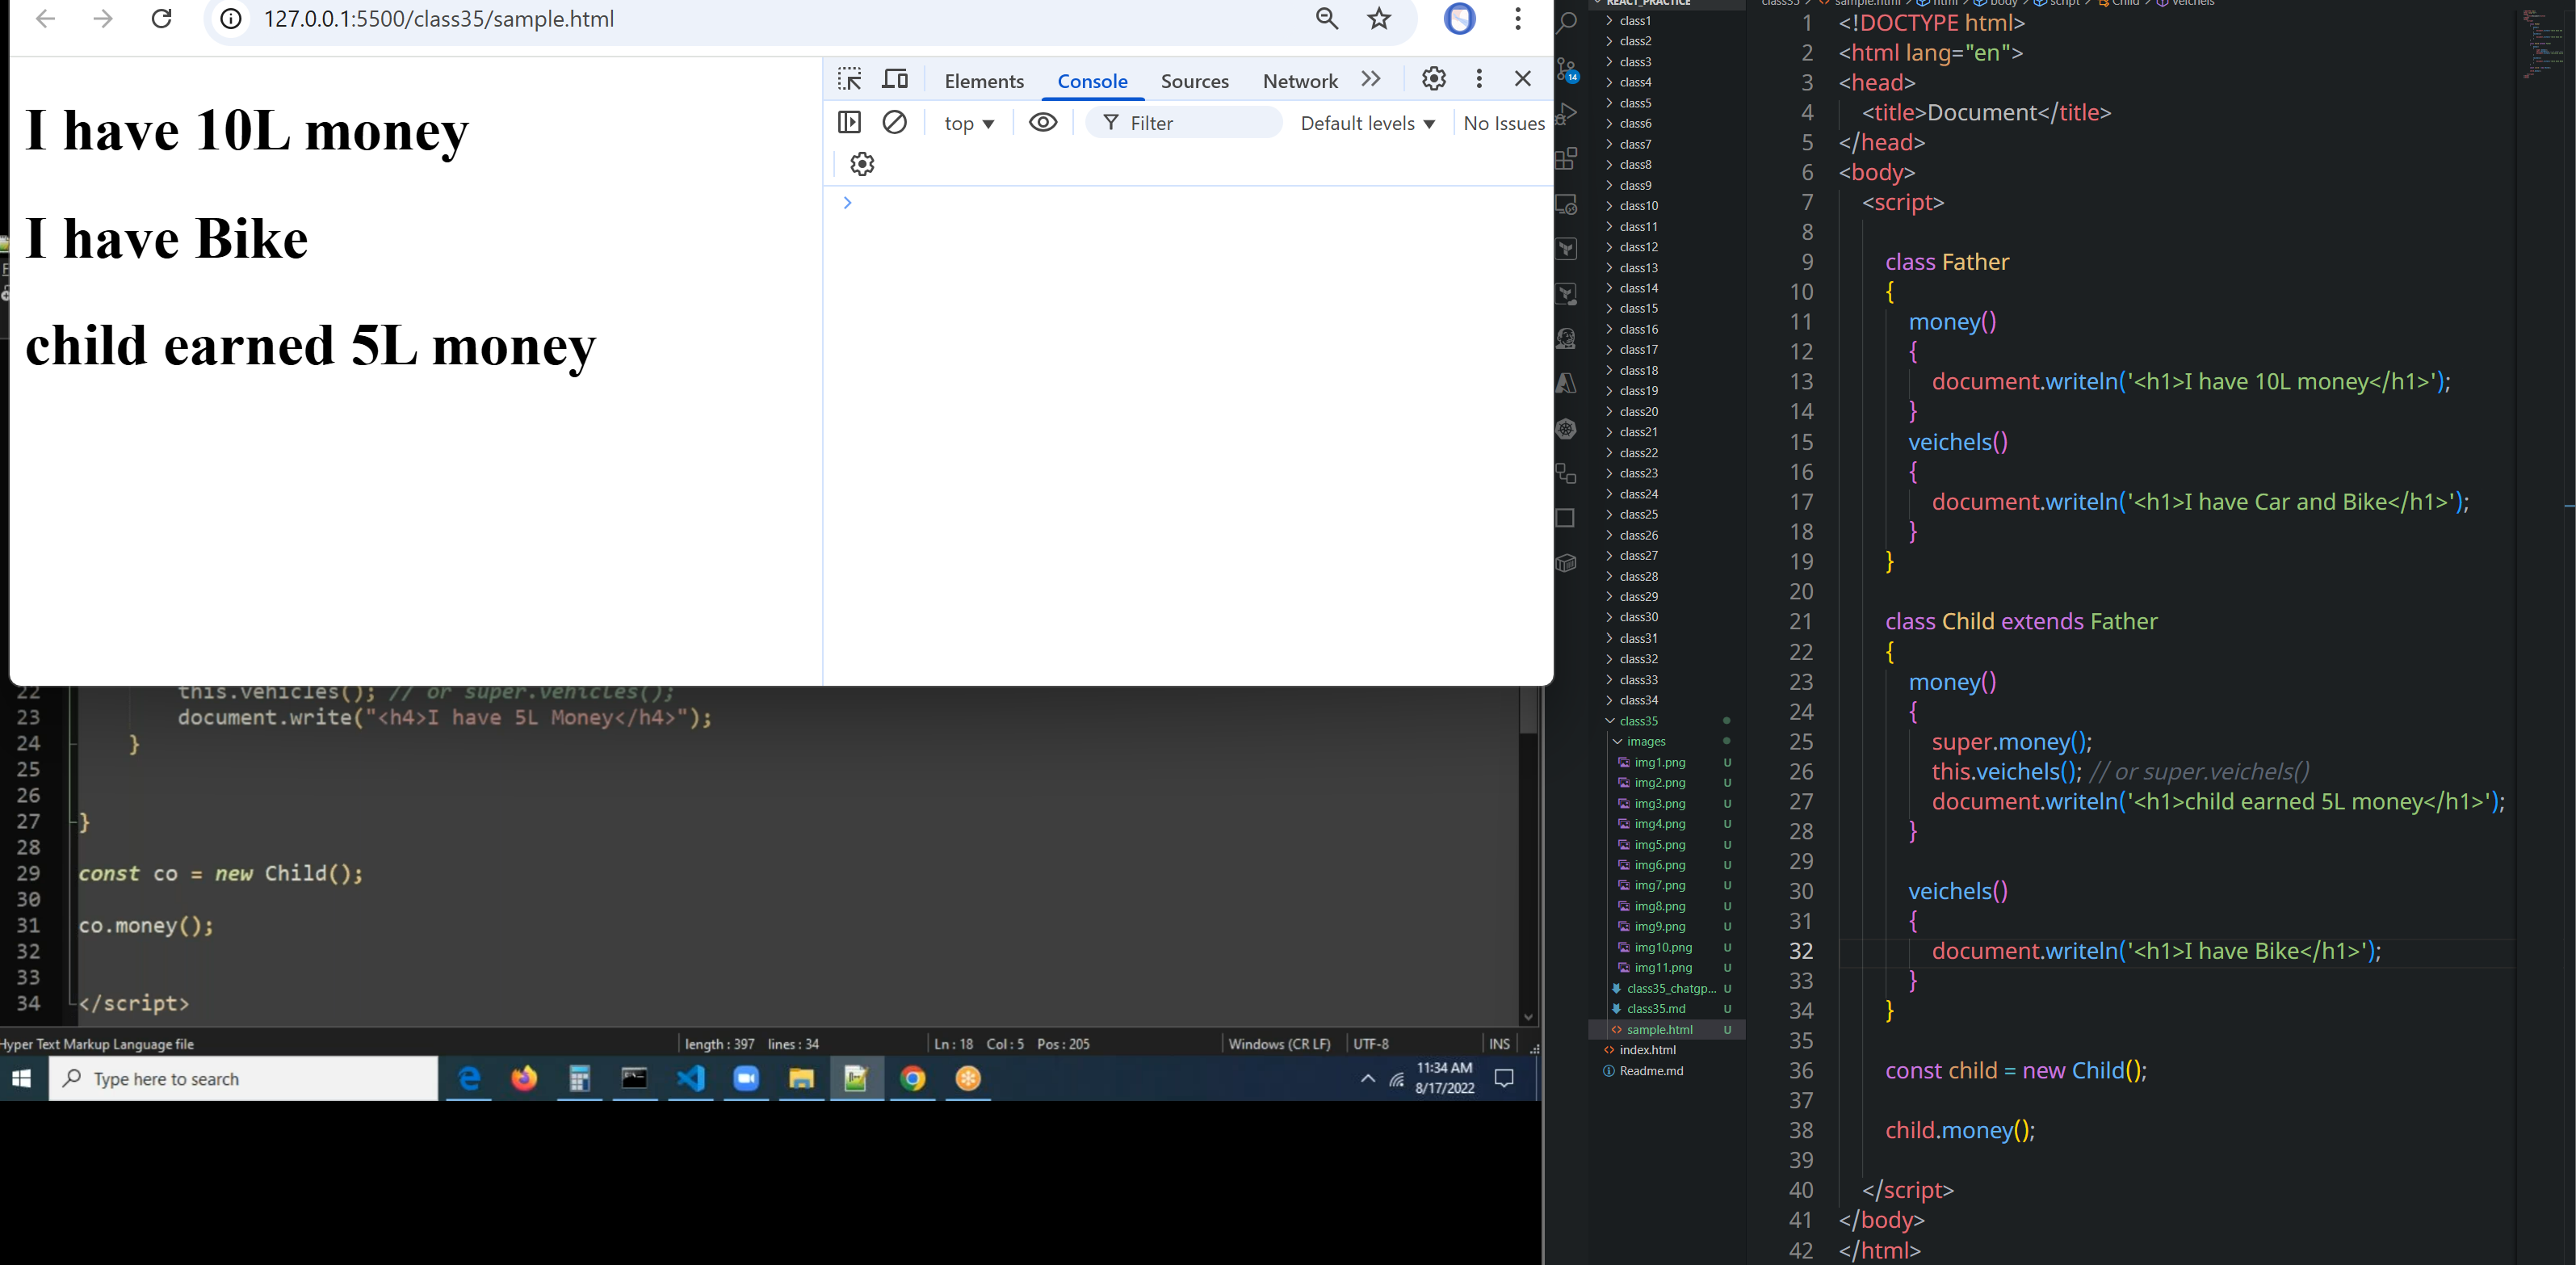 127.0.0.1:5500/class35/sample.html
Elements Console Sources Network
top Filter Default levels No Issues
I have 10L money
I have Bike
child earned 5L money
22 this.vehicles(); // or super.vehicles();
23 document.write("<h4>I have 5L Money</h4>");
24 }
25
26
27 }
28
29 const co = new Child();
30
31 co.money();
32
33
34 </script>
Hyper Text Markup Language file length : 397 lines : 34 Ln : 18 Col : 5 Pos : 205 Windows (CR LF) UTF-8 INS
Type here to search
11:34 AM
8/17/2022
14
REACT_PRACTICE
class1
class2
class3
class4
class5
class6
class7
class8
class9
class10
class11
class12
class13
class14
class15
class16
class17
class18
class19
class20
class21
class22
class23
class24
class25
class26
class27
class28
class29
class30
class31
class32
class33
class34
class35
images
img1.png U
img2.png U
img3.png U
img4.png U
img5.png U
img6.png U
img7.png U
img8.png U
img9.png U
img10.png U
img11.png U
class35_chatgp... U
class35.md U
sample.html U
index.html
Readme.md
class35 > sample.html > html > body > script > Child > veichels
1 <!DOCTYPE html>
2 <html lang="en">
3 <head>
4 <title>Document</title>
5 </head>
6 <body>
7 <script>
8
9 class Father
10 {
11 money()
12 {
13 document.writeln('<h1>I have 10L money</h1>');
14 }
15 veichels()
16 {
17 document.writeln('<h1>I have Car and Bike</h1>');
18 }
19 }
20
21 class Child extends Father
22 {
23 money()
24 {
25 super.money();
26 this.veichels(); // or super.veichels()
27 document.writeln('<h1>child earned 5L money</h1>');
28 }
29
30 veichels()
31 {
32 document.writeln('<h1>I have Bike</h1>');
33 }
34 }
35
36 const child = new Child();
37
38 child.money();
39
40 </script>
41 </body>
42 </html>